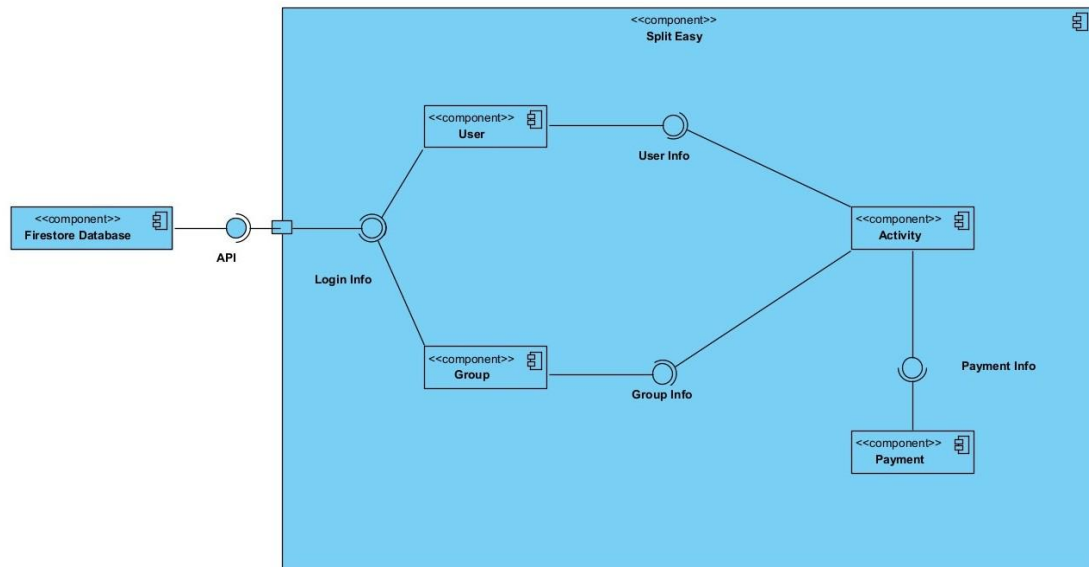 <<component>>
Split Easy
<<component>>
User
User Info
<<component>>
Firestore Database
API
Login Info
<<component>>
Activity
<<component>>
Group
Group Info
Payment Info
<<component>>
Payment